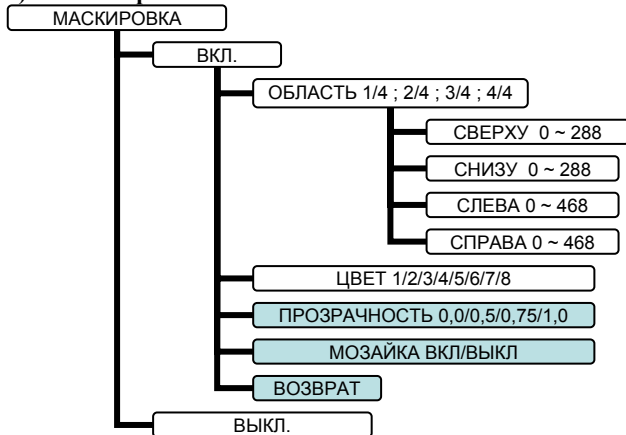 МАСКИРОВКА
ВКЛ.
ОБЛАСТЬ 1/4 ; 2/4 ; 3/4 ; 4/4
СВЕРХУ 0 ~ 288
СНИЗУ 0 ~ 288
СЛЕВА 0 ~ 468
СПРАВА 0 ~ 468
ЦВЕТ 1/2/3/4/5/6/7/8
ПРОЗРАЧНОСТЬ 0,0/0,5/0,75/1,0
МОЗАЙКА ВКЛ/ВЫКЛ
ВОЗВРАТ
ВЫКЛ.